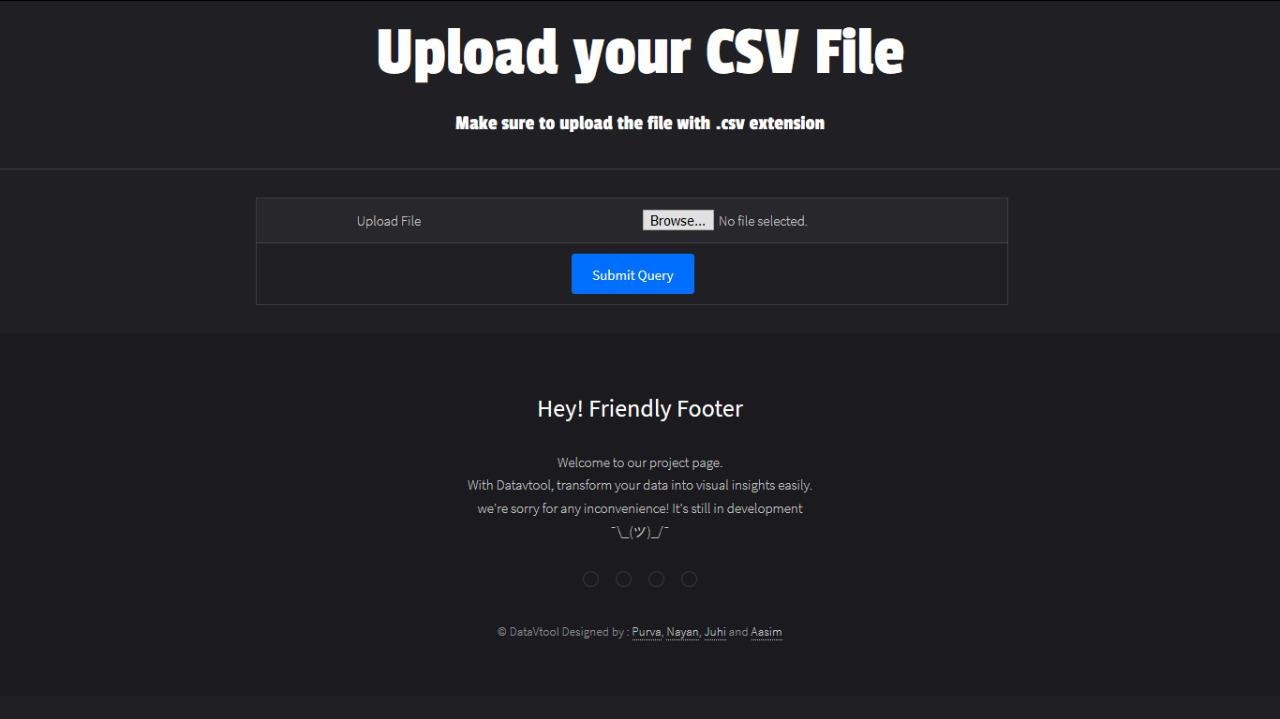 Upload your CSV File
Make sure to upload the file with .csv extension
Upload File Browse... No file selected.
Submit Query
Hey! Friendly Footer
Welcome to our project page.
With Datavtool, transform your data into visual insights easily.
we're sorry for any inconvenience! It's still in development
¯\_(ツ)_/¯
© DataVtool Designed by : Purva, Nayan, Juhi and Aasim